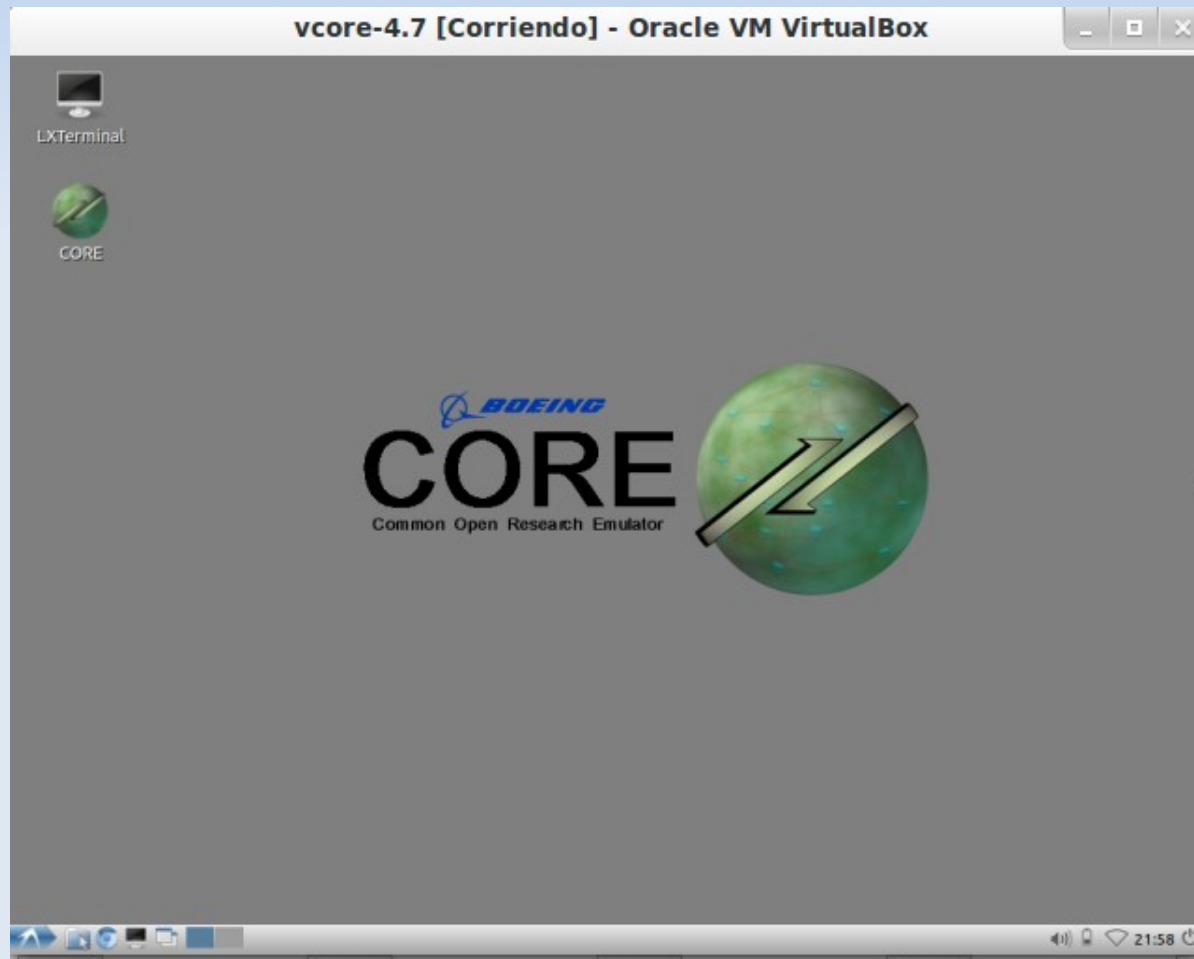 vcore-4.7 [Corriendo] - Oracle VM VirtualBox
LXTerminal
CORE
BOEING
CORE
Common Open Research Emulator
21:58